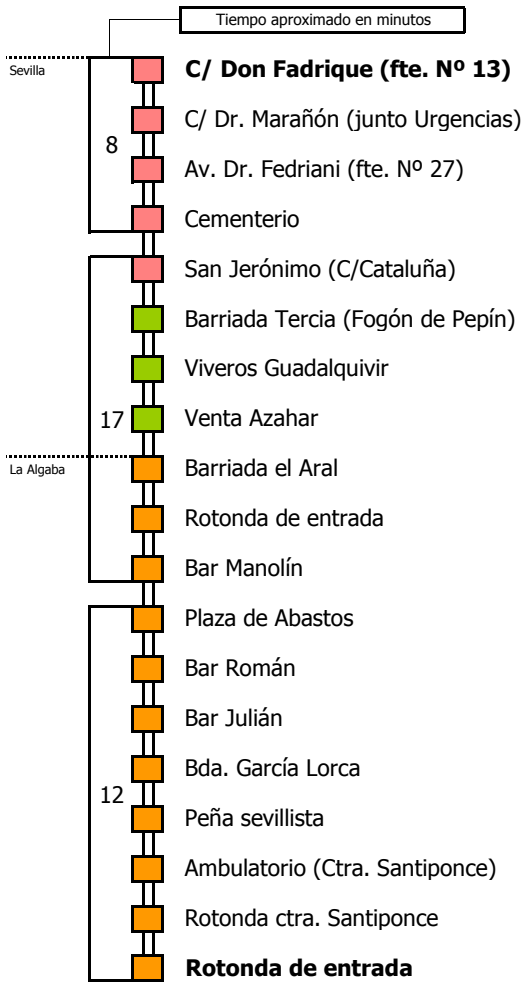 Tiempo aproximado en minutos
Sevilla
C/ Don Fadrique (fte. Nº 13)
C/ Dr. Marañón (junto Urgencias)
8
Av. Dr. Fedriani (fte. Nº 27)
Cementerio
San Jerónimo (C/Cataluña)
Barriada Tercia (Fogón de Pepín)
Viveros Guadalquivir
17
Venta Azahar
La Algaba
Barriada el Aral
Rotonda de entrada
Bar Manolín
Plaza de Abastos
Bar Román
Bar Julián
Bda. García Lorca
12
Peña sevillista
Ambulatorio (Ctra. Santiponce)
Rotonda ctra. Santiponce
Rotonda de entrada